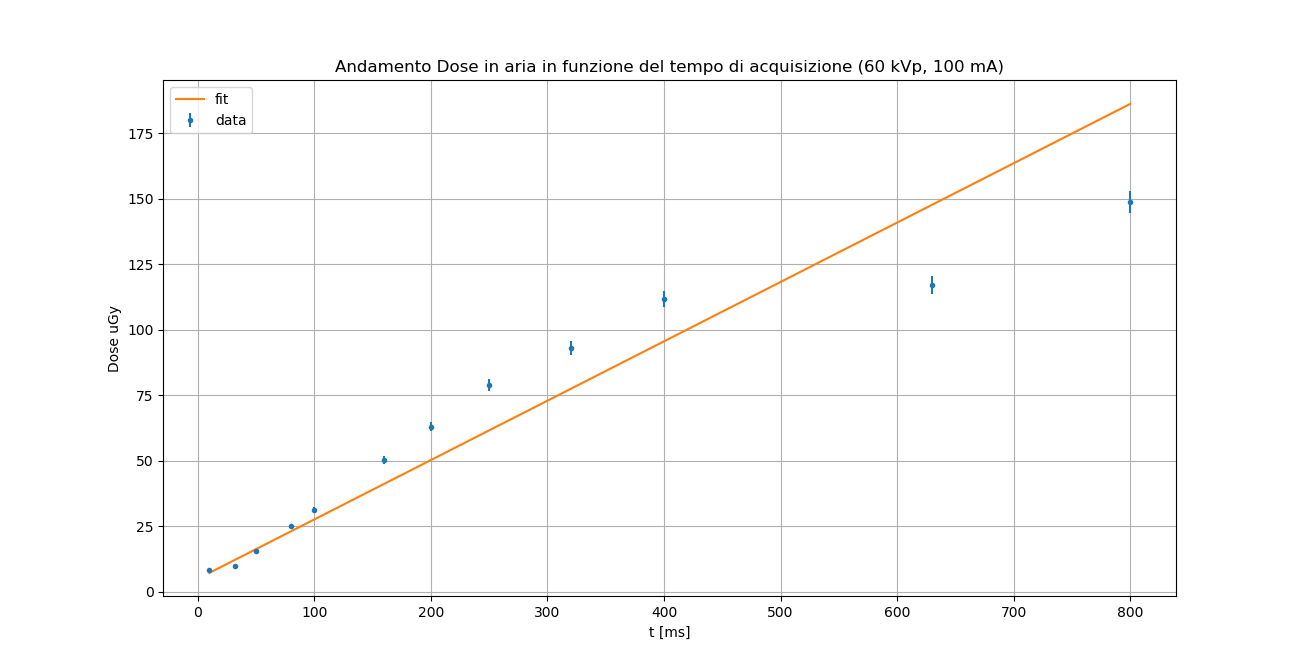 Andamento Dose in aria in funzione del tempo di acquisizione (60 kVp, 100 mA)
fit
data
Dose uGy
175
150
125
100
75
50
25
0
0 100 200 300 400 500 600 700 800
t [ms]